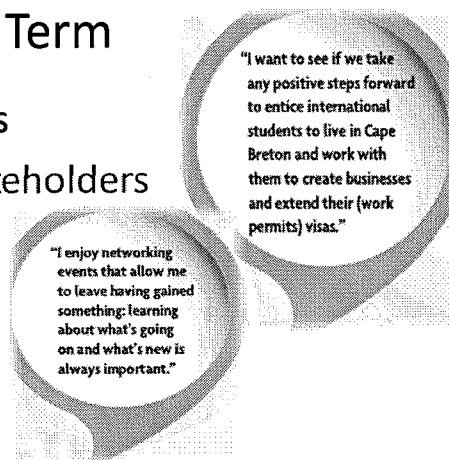 Term
s
eholders
"I want to see if we take
any positive steps forward
to entice international
students to live in Cape
Breton and work with
them to create businesses
and extend their (work
permits) visas."
"I enjoy networking
events that allow me
to leave having gained
something: learning
about what's going
on and what's new is
always important."